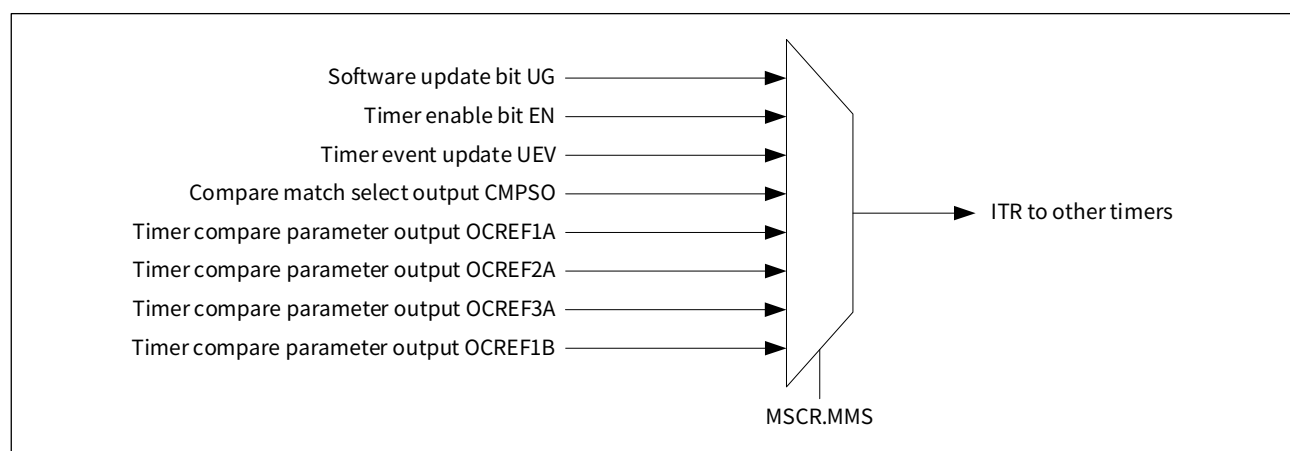 Software update bit UG
Timer enable bit EN
Timer event update UEV
Compare match select output CMPSO
Timer compare parameter output OCREF1A
Timer compare parameter output OCREF2A
Timer compare parameter output OCREF3A
Timer compare parameter output OCREF1B
ITR to other timers
MSCR.MMS